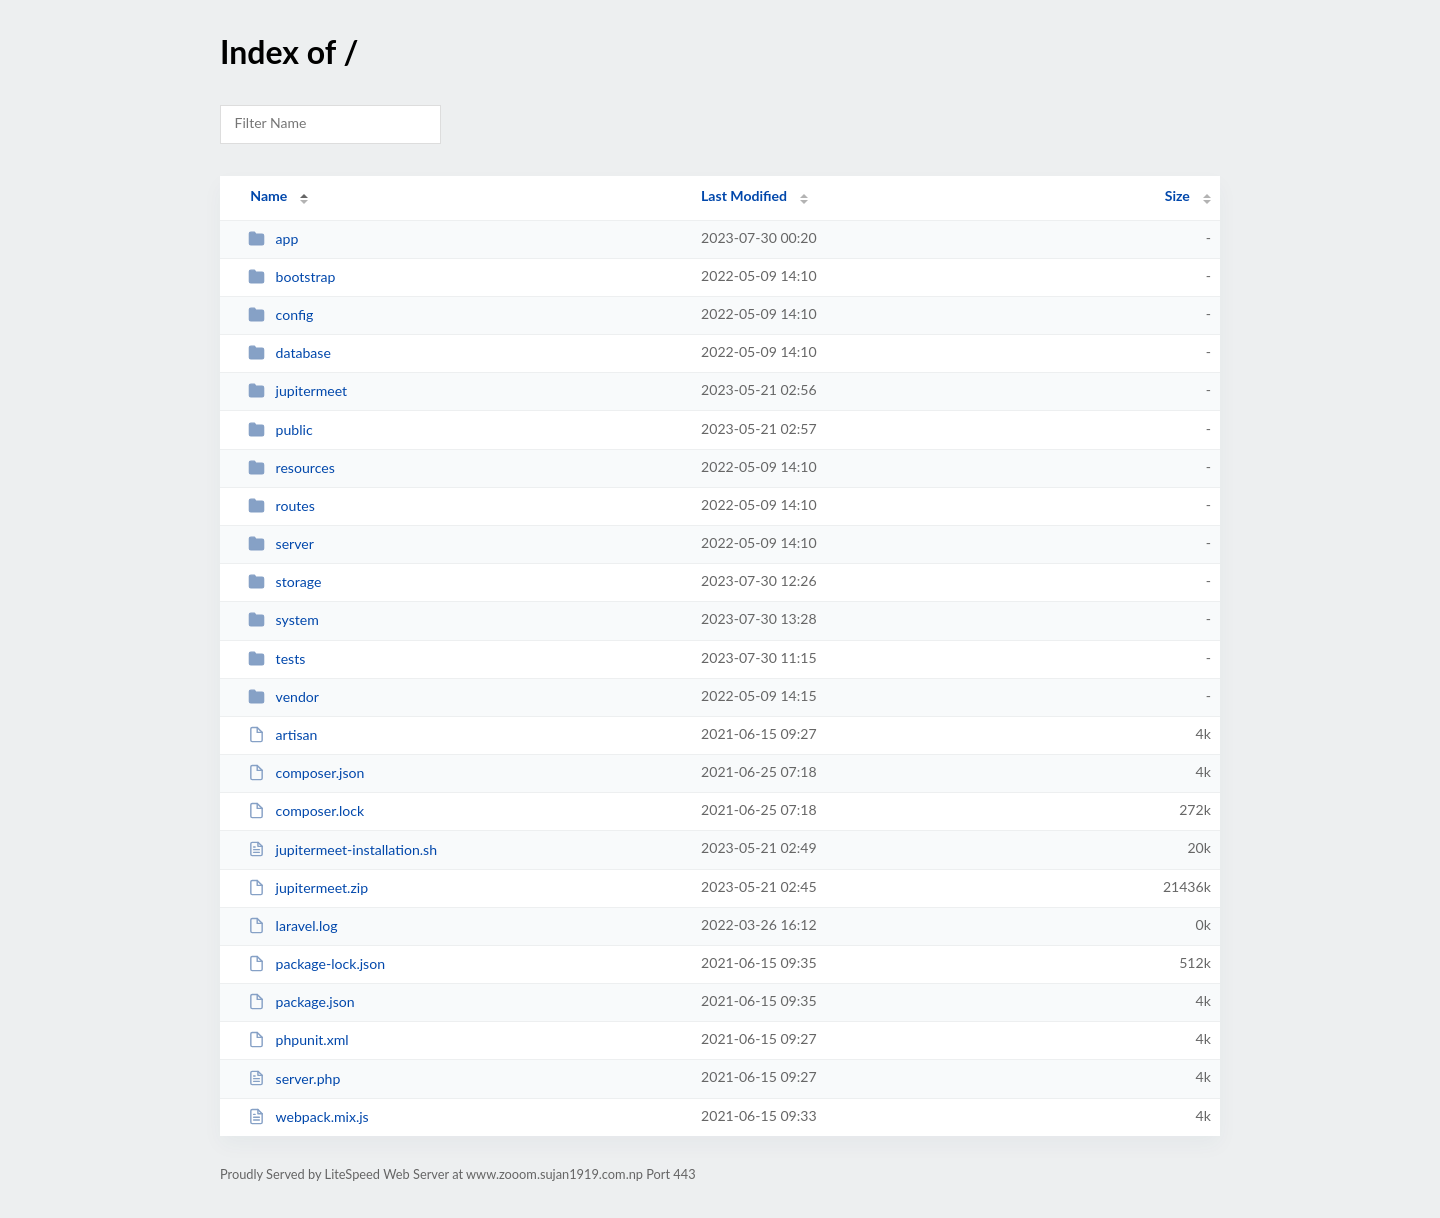 Index of /
Filter Name
Name Last Modified Size
app 2023-07-30 00:20 -
bootstrap 2022-05-09 14:10 -
config 2022-05-09 14:10 -
database 2022-05-09 14:10 -
jupitermeet 2023-05-21 02:56 -
public 2023-05-21 02:57 -
resources 2022-05-09 14:10 -
routes 2022-05-09 14:10 -
server 2022-05-09 14:10 -
storage 2023-07-30 12:26 -
system 2023-07-30 13:28 -
tests 2023-07-30 11:15 -
vendor 2022-05-09 14:15 -
artisan 2021-06-15 09:27 4k
composer.json 2021-06-25 07:18 4k
composer.lock 2021-06-25 07:18 272k
jupitermeet-installation.sh 2023-05-21 02:49 20k
jupitermeet.zip 2023-05-21 02:45 21436k
laravel.log 2022-03-26 16:12 0k
package-lock.json 2021-06-15 09:35 512k
package.json 2021-06-15 09:35 4k
phpunit.xml 2021-06-15 09:27 4k
server.php 2021-06-15 09:27 4k
webpack.mix.js 2021-06-15 09:33 4k
Proudly Served by LiteSpeed Web Server at www.zooom.sujan1919.com.np Port 443